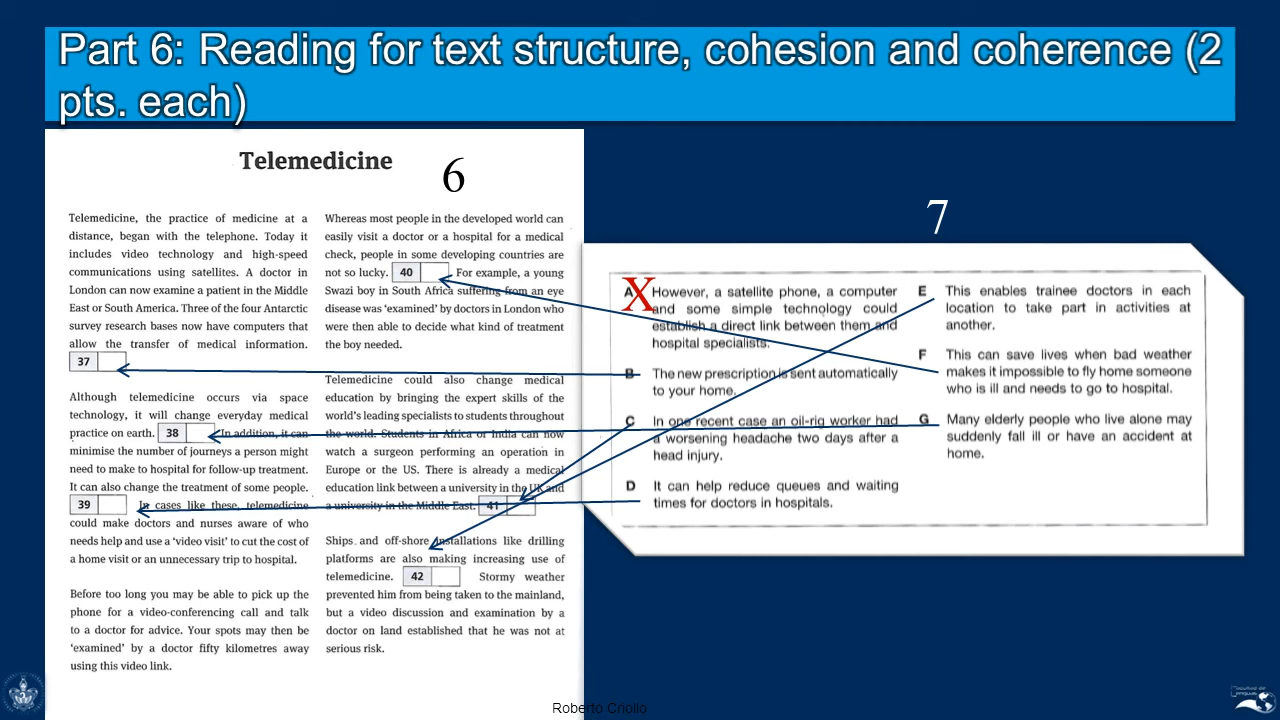 Part 6: Reading for text structure, cohesion and coherence (2
pts. each)
Telemedicine
6
Telemedicine, the practice of medicine at a
distance, began with the telephone. Today it
includes video technology and high-speed
communications using satellites. A doctor in
London can now examine a patient in the Middle
East or South America. Three of the four Antarctic
survey research bases now have computers that
allow the transfer of medical information.
37
Although telemedicine occurs via space
technology, it will change everyday medical
practice on earth. 38 In addition, it can
minimise the number of journeys a person might
need to make to hospital for follow-up treatment.
It can also change the treatment of some people.
39 In cases like these, telemedicine
could make doctors and nurses aware of who
needs help and use a 'video visit' to cut the cost of
a home visit or an unnecessary trip to hospital.
Before too long you may be able to pick up the
phone for a video-conferencing call and talk
to a doctor for advice. Your spots may then be
'examined' by a doctor fifty kilometres away
using this video link.
Whereas most people in the developed world can
easily visit a doctor or a hospital for a medical
check, people in some developing countries are
not so lucky. 40 For example, a young
Swazi boy in South Africa suffering from an eye
disease was 'examined' by doctors in London who
were then able to decide what kind of treatment
the boy needed.
Telemedicine could also change medical
education by bringing the expert skills of the
world's leading specialists to students throughout
the world. Students in Africa or India can now
watch a surgeon performing an operation in
Europe or the US. There is already a medical
education link between a university in the UK and
a university in the Middle East. 41
Ships and off-shore installations like drilling
platforms are also making increasing use of
telemedicine. 42 Stormy weather
prevented him from being taken to the mainland,
but a video discussion and examination by a
doctor on land established that he was not at
serious risk.
7
X
A However, a satellite phone, a computer
and some simple technology could
establish a direct link between them and
hospital specialists.
B The new prescription is sent automatically
to your home.
C In one recent case an oil-rig worker had
a worsening headache two days after a
head injury.
D It can help reduce queues and waiting
times for doctors in hospitals.
E This enables trainee doctors in each
location to take part in activities at
another.
F This can save lives when bad weather
makes it impossible to fly home someone
who is ill and needs to go to hospital.
G Many elderly people who live alone may
suddenly fall ill or have an accident at
home.
Roberto Criollo